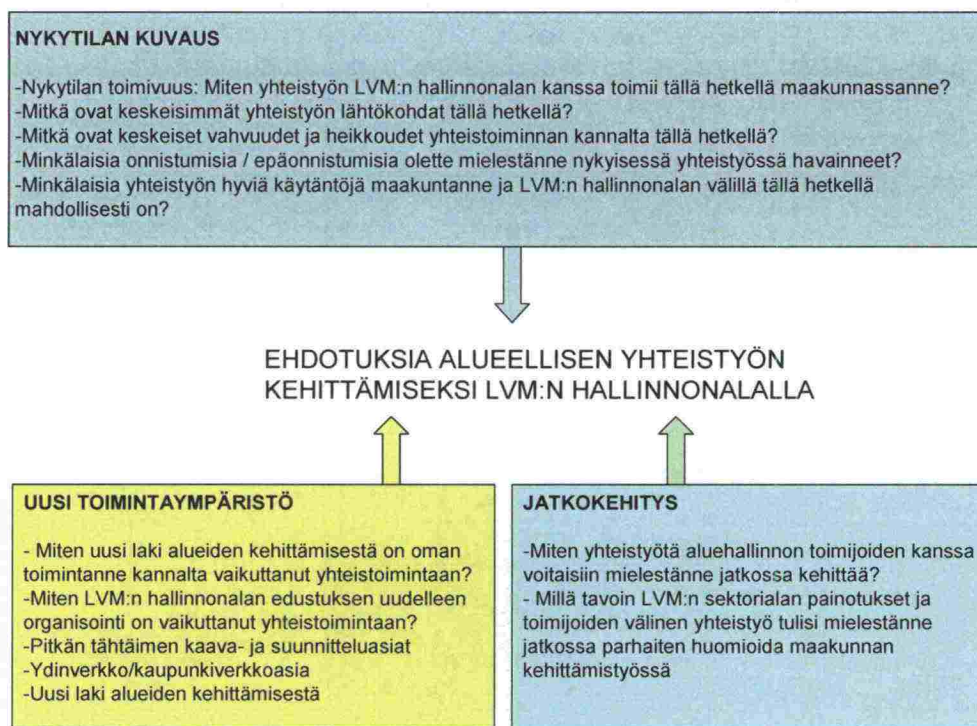 NYKYTILAN KUVAUS
-Nykytilan toimivuus: Miten yhteistyön LVM:n hallinnonalan kanssa toimii tällä hetkellä maakunnassanne?
-Mitkä ovat keskeisimmät yhteistyön lähtökohdat tällä hetkellä?
-Mitkä ovat keskeiset vahvuudet ja heikkoudet yhteistoiminnan kannalta tällä hetkellä?
-Minkälaisia onnistumisia / epäonnistumisia olette mielestänne nykyisessä yhteistyössä havainneet?
-Minkälaisia yhteistyön hyviä käytäntöjä maakuntanne ja LVM:n hallinnonalan välillä tällä hetkellä
mahdollisesti on?
EHDOTUKSIA ALUEELLISEN YHTEISTYÖN
KEHITTÄMISEKSI LVM:N HALLINNONALALLA
UUSI TOIMINTAYMPÄRISTÖ
- Miten uusi laki alueiden kehittämisestä on oman
toimintanne kannalta vaikuttanut yhteistoimintaan?
-Miten LVM:n hallinnonalan edustuksen uudelleen
organisointi on vaikuttanut yhteistoimintaan?
-Pitkän tähtäimen kaava- ja suunnitteluasiat
-Ydinverkko/kaupunkiverkkoasia
-Uusi laki alueiden kehittämisestä
JATKOKEHITYS
-Miten yhteistyötä aluehallinnon toimijoiden kanssa
voitaisiin mielestänne jatkossa kehittää?
- Millä tavoin LVM:n sektorialan painotukset ja
toimijoiden välinen yhteistyö tulisi mielestänne
jatkossa parhaiten huomioida maakunnan
kehittämistyössä